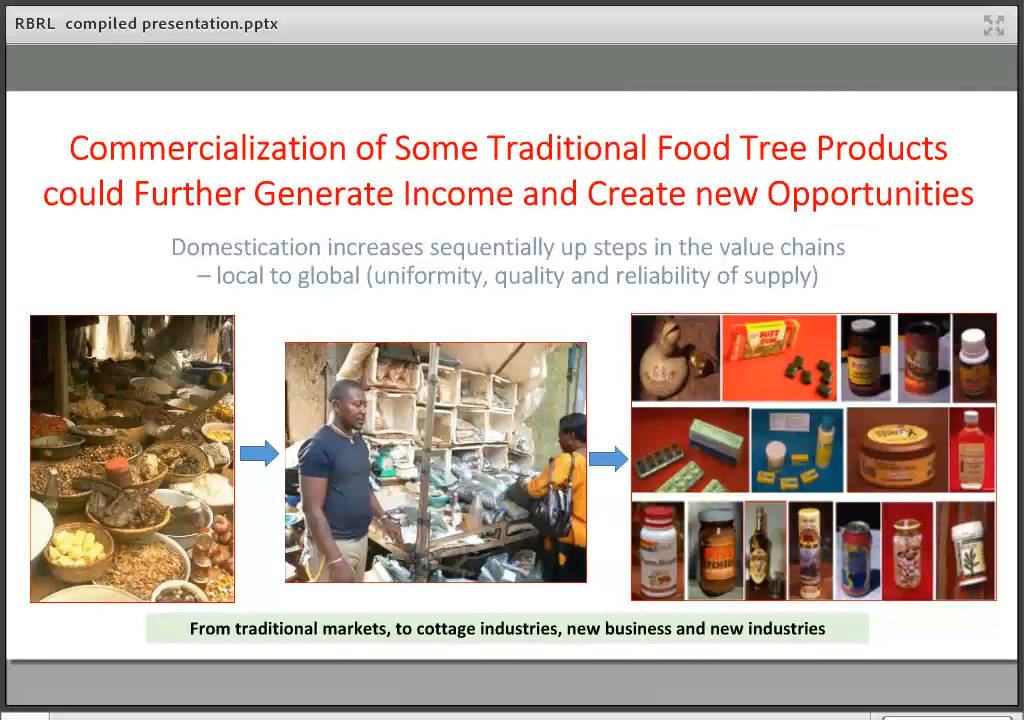 RBRL compiled presentation.pptx
Commercialization of Some Traditional Food Tree Products
could Further Generate Income and Create new Opportunities
Domestication increases sequentially up steps in the value chains
– local to global (uniformity, quality and reliability of supply)
From traditional markets, to cottage industries, new business and new industries